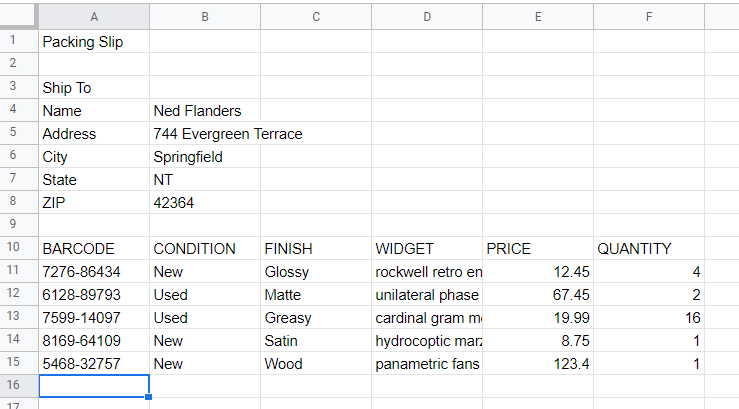 A B C D E F
1 Packing Slip
2
3 Ship To
4 Name Ned Flanders
5 Address 744 Evergreen Terrace
6 City Springfield
7 State NT
8 ZIP 42364
9
10 BARCODE CONDITION FINISH WIDGET PRICE QUANTITY
11 7276-86434 New Glossy rockwell retro en 12.45 4
12 6128-89793 Used Matte unilateral phase 67.45 2
13 7599-14097 Used Greasy cardinal gram 19.99 16
14 8169-64109 New Satin hydrocoptic 8.75 1
15 5468-32757 New Wood panametric fans 123.4 1
16
17